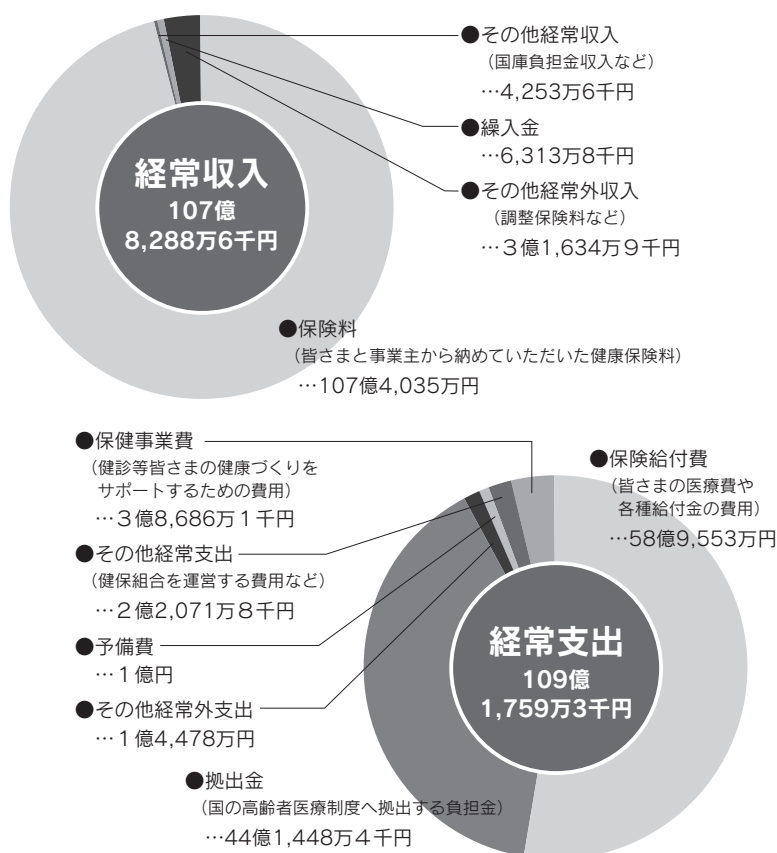 ●その他経常収入
（国庫負担金収入など）
…4,253万6千円
●繰入金
…6,313万8千円
●その他経常外収入
（調整保険料など）
…３億1,634万９千円
経常収入
107億
8,288万6千円
●保険料
（皆さまと事業主から納めていただいた健康保険料）
…107億4,035万円
●保健事業費
（健診等皆さまの健康づくりを
サポートするための費用）
…３億8,686万１千円
●その他経常支出
（健保組合を運営する費用など）
…２億2,071万８千円
●予備費
…１億円
●その他経常外支出
…１億4,478万円
●拠出金
（国の高齢者医療制度へ拠出する負担金）
…44億1,448万４千円
●保険給付費
（皆さまの医療費や
各種給付金の費用）
…58億9,553万円
経常支出
109億
1,759万3千円